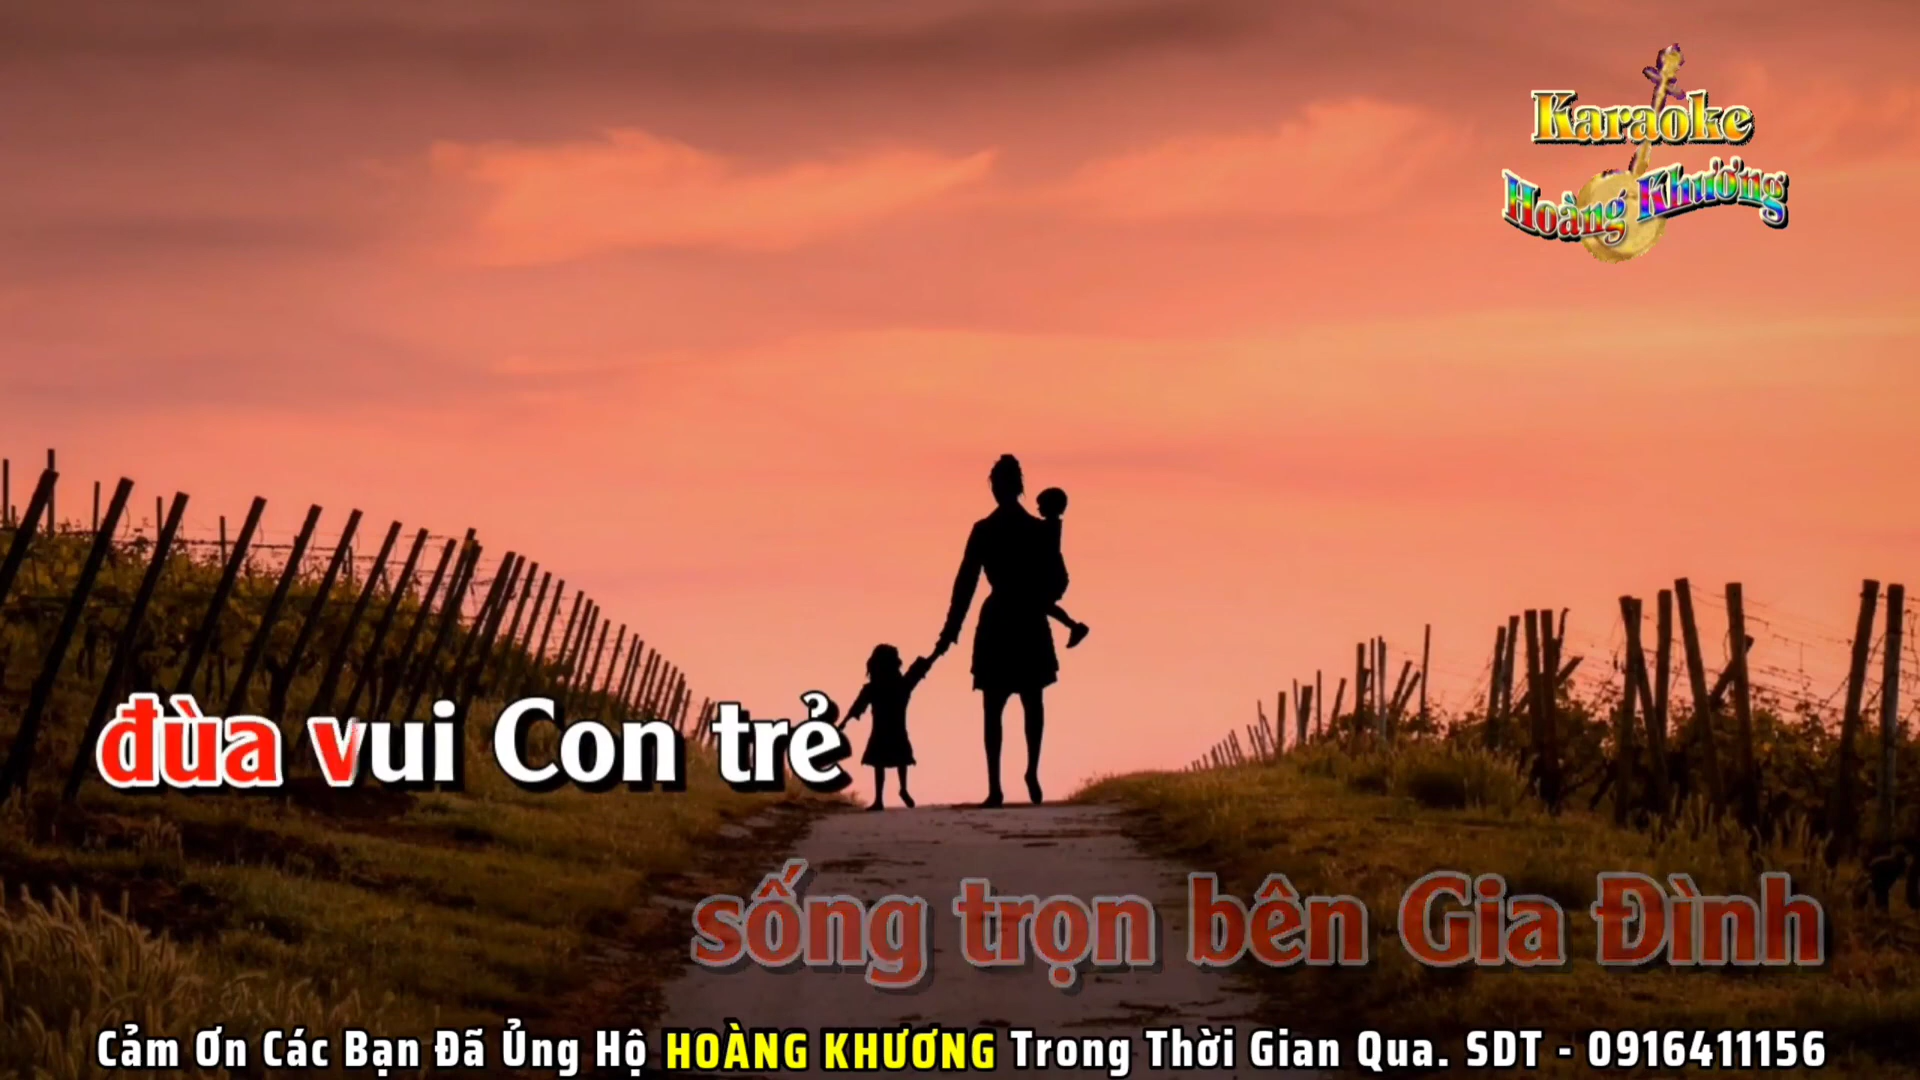 Karaoke
Hoàng Khương
đùa vui Con trẻ
sống trọn bên Gia Đình
Cảm Ơn Các Bạn Đã Ủng Hộ HOÀNG KHƯƠNG Trong Thời Gian Qua. SDT - 0916411156